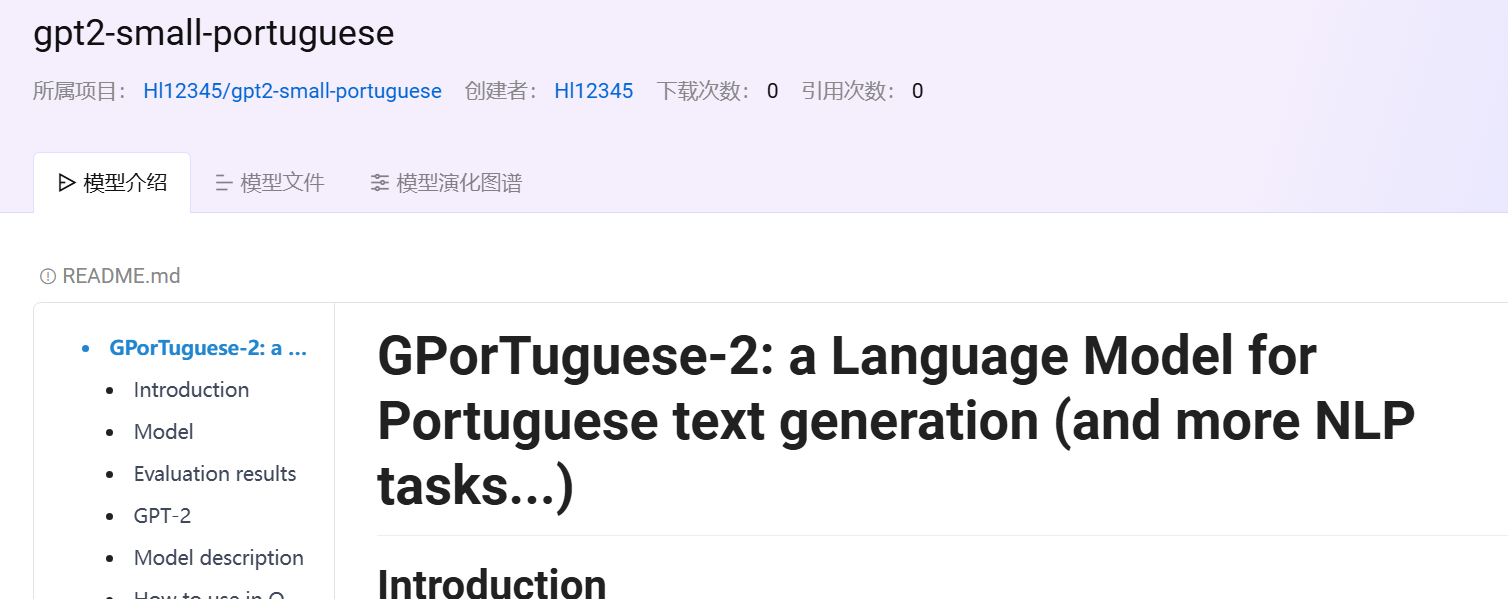 gpt2-small-portuguese
所属项目： Hl12345/gpt2-small-portuguese 创建者： Hl12345 下载次数： 0 引用次数： 0
模型介绍 模型文件 模型演化图谱
README.md
GPorTuguese-2: a ...
Introduction
Model
Evaluation results
GPT-2
Model description
How to use in
GPorTuguese-2: a Language Model for
Portuguese text generation (and more NLP
tasks...)
Introduction